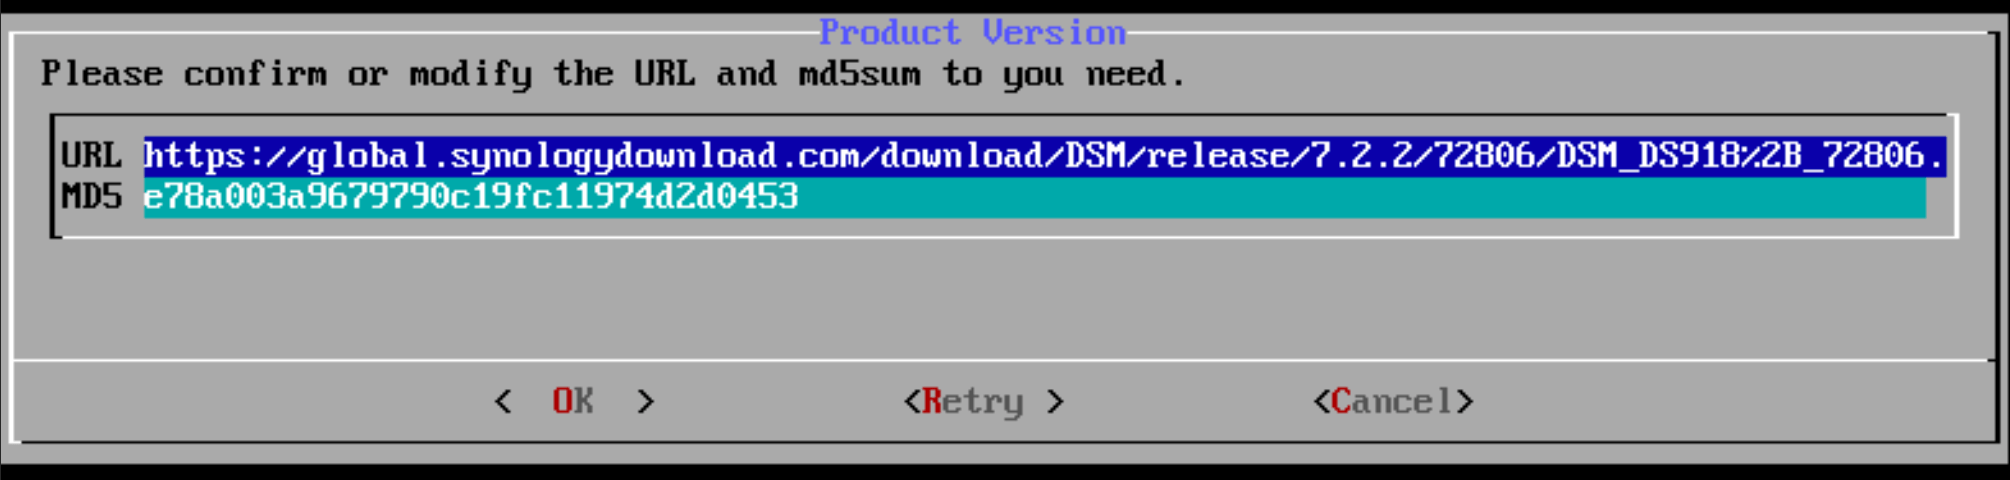 Product Version
Please confirm or modify the URL and md5sum to you need.
URL https://global.synologydownload.com/download/DSM/release/7.2.2/72806/DSM_DS918%2B_72806.
MD5 e78a003a9679790c19fc11974d2d0453
< OK > <Retry > <Cancel>